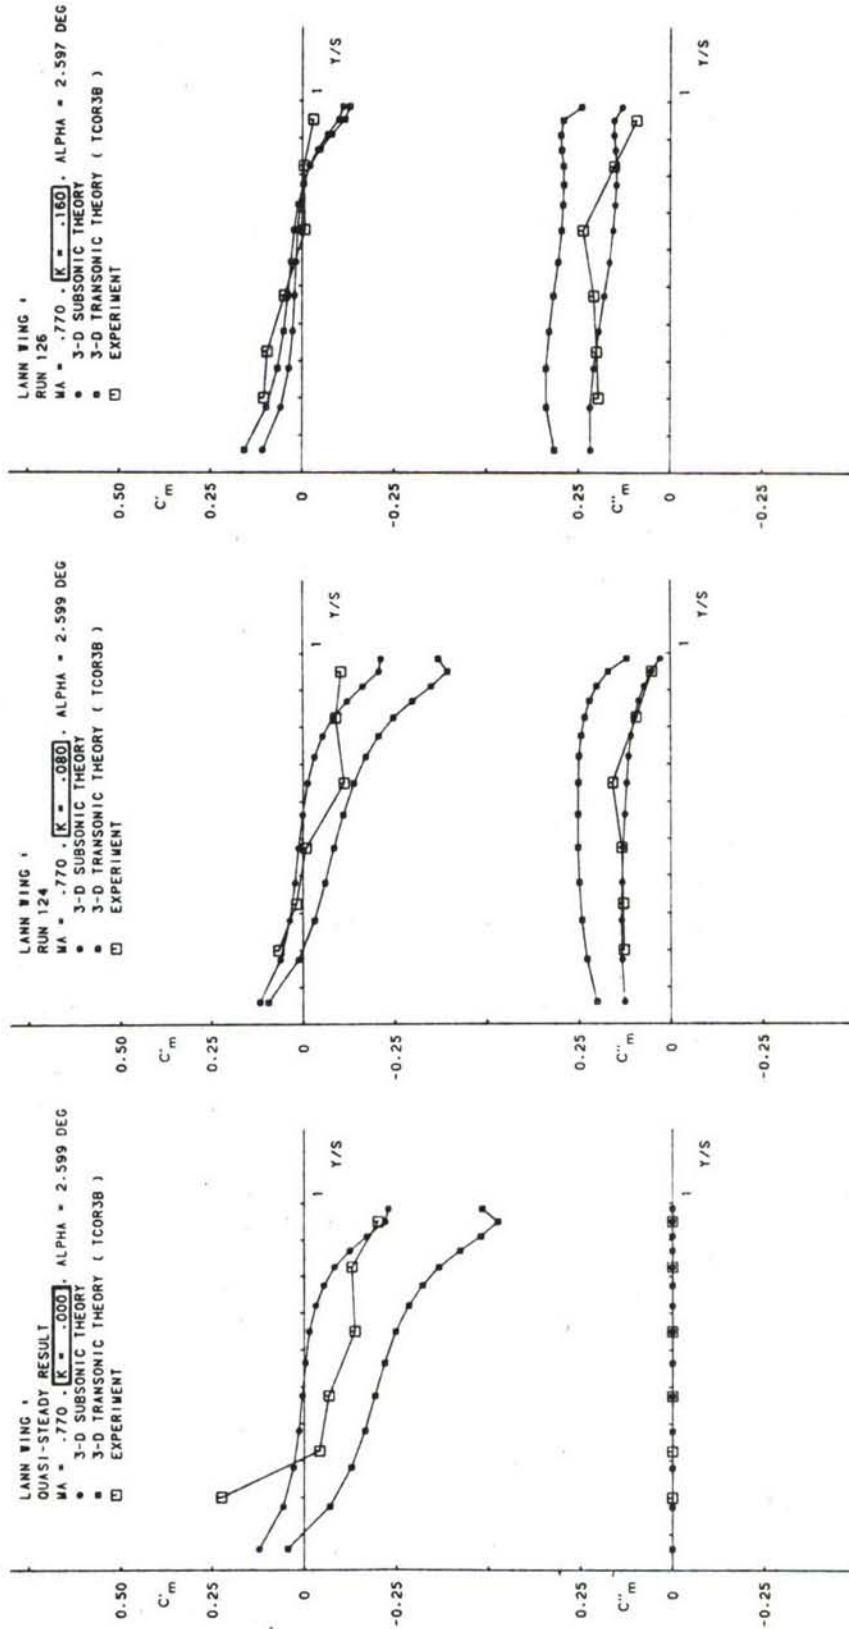 LANN WING :
QUASI-STEADY RESULT
MA = .770 . K = .000 . ALPHA = 2.599 DEG
● 3-D SUBSONIC THEORY
■ 3-D TRANSONIC THEORY ( TCOR3B )
□ EXPERIMENT
0.50
C'm
0.25
0
-0.25
1
Y/S
0.25
C''m
0
-0.25
1
Y/S
LANN WING :
RUN 124
MA = .770 . K = .080 . ALPHA = 2.599 DEG
● 3-D SUBSONIC THEORY
■ 3-D TRANSONIC THEORY ( TCOR3B )
□ EXPERIMENT
0.50
C'm
0.25
0
-0.25
1
Y/S
0.25
C''m
0
-0.25
1
Y/S
LANN WING :
RUN 126
MA = .770 . K = .160 . ALPHA = 2.597 DEG
● 3-D SUBSONIC THEORY
■ 3-D TRANSONIC THEORY ( TCOR3B )
□ EXPERIMENT
0.50
C'm
0.25
0
-0.25
1
Y/S
0.25
C''m
0
-0.25
1
Y/S